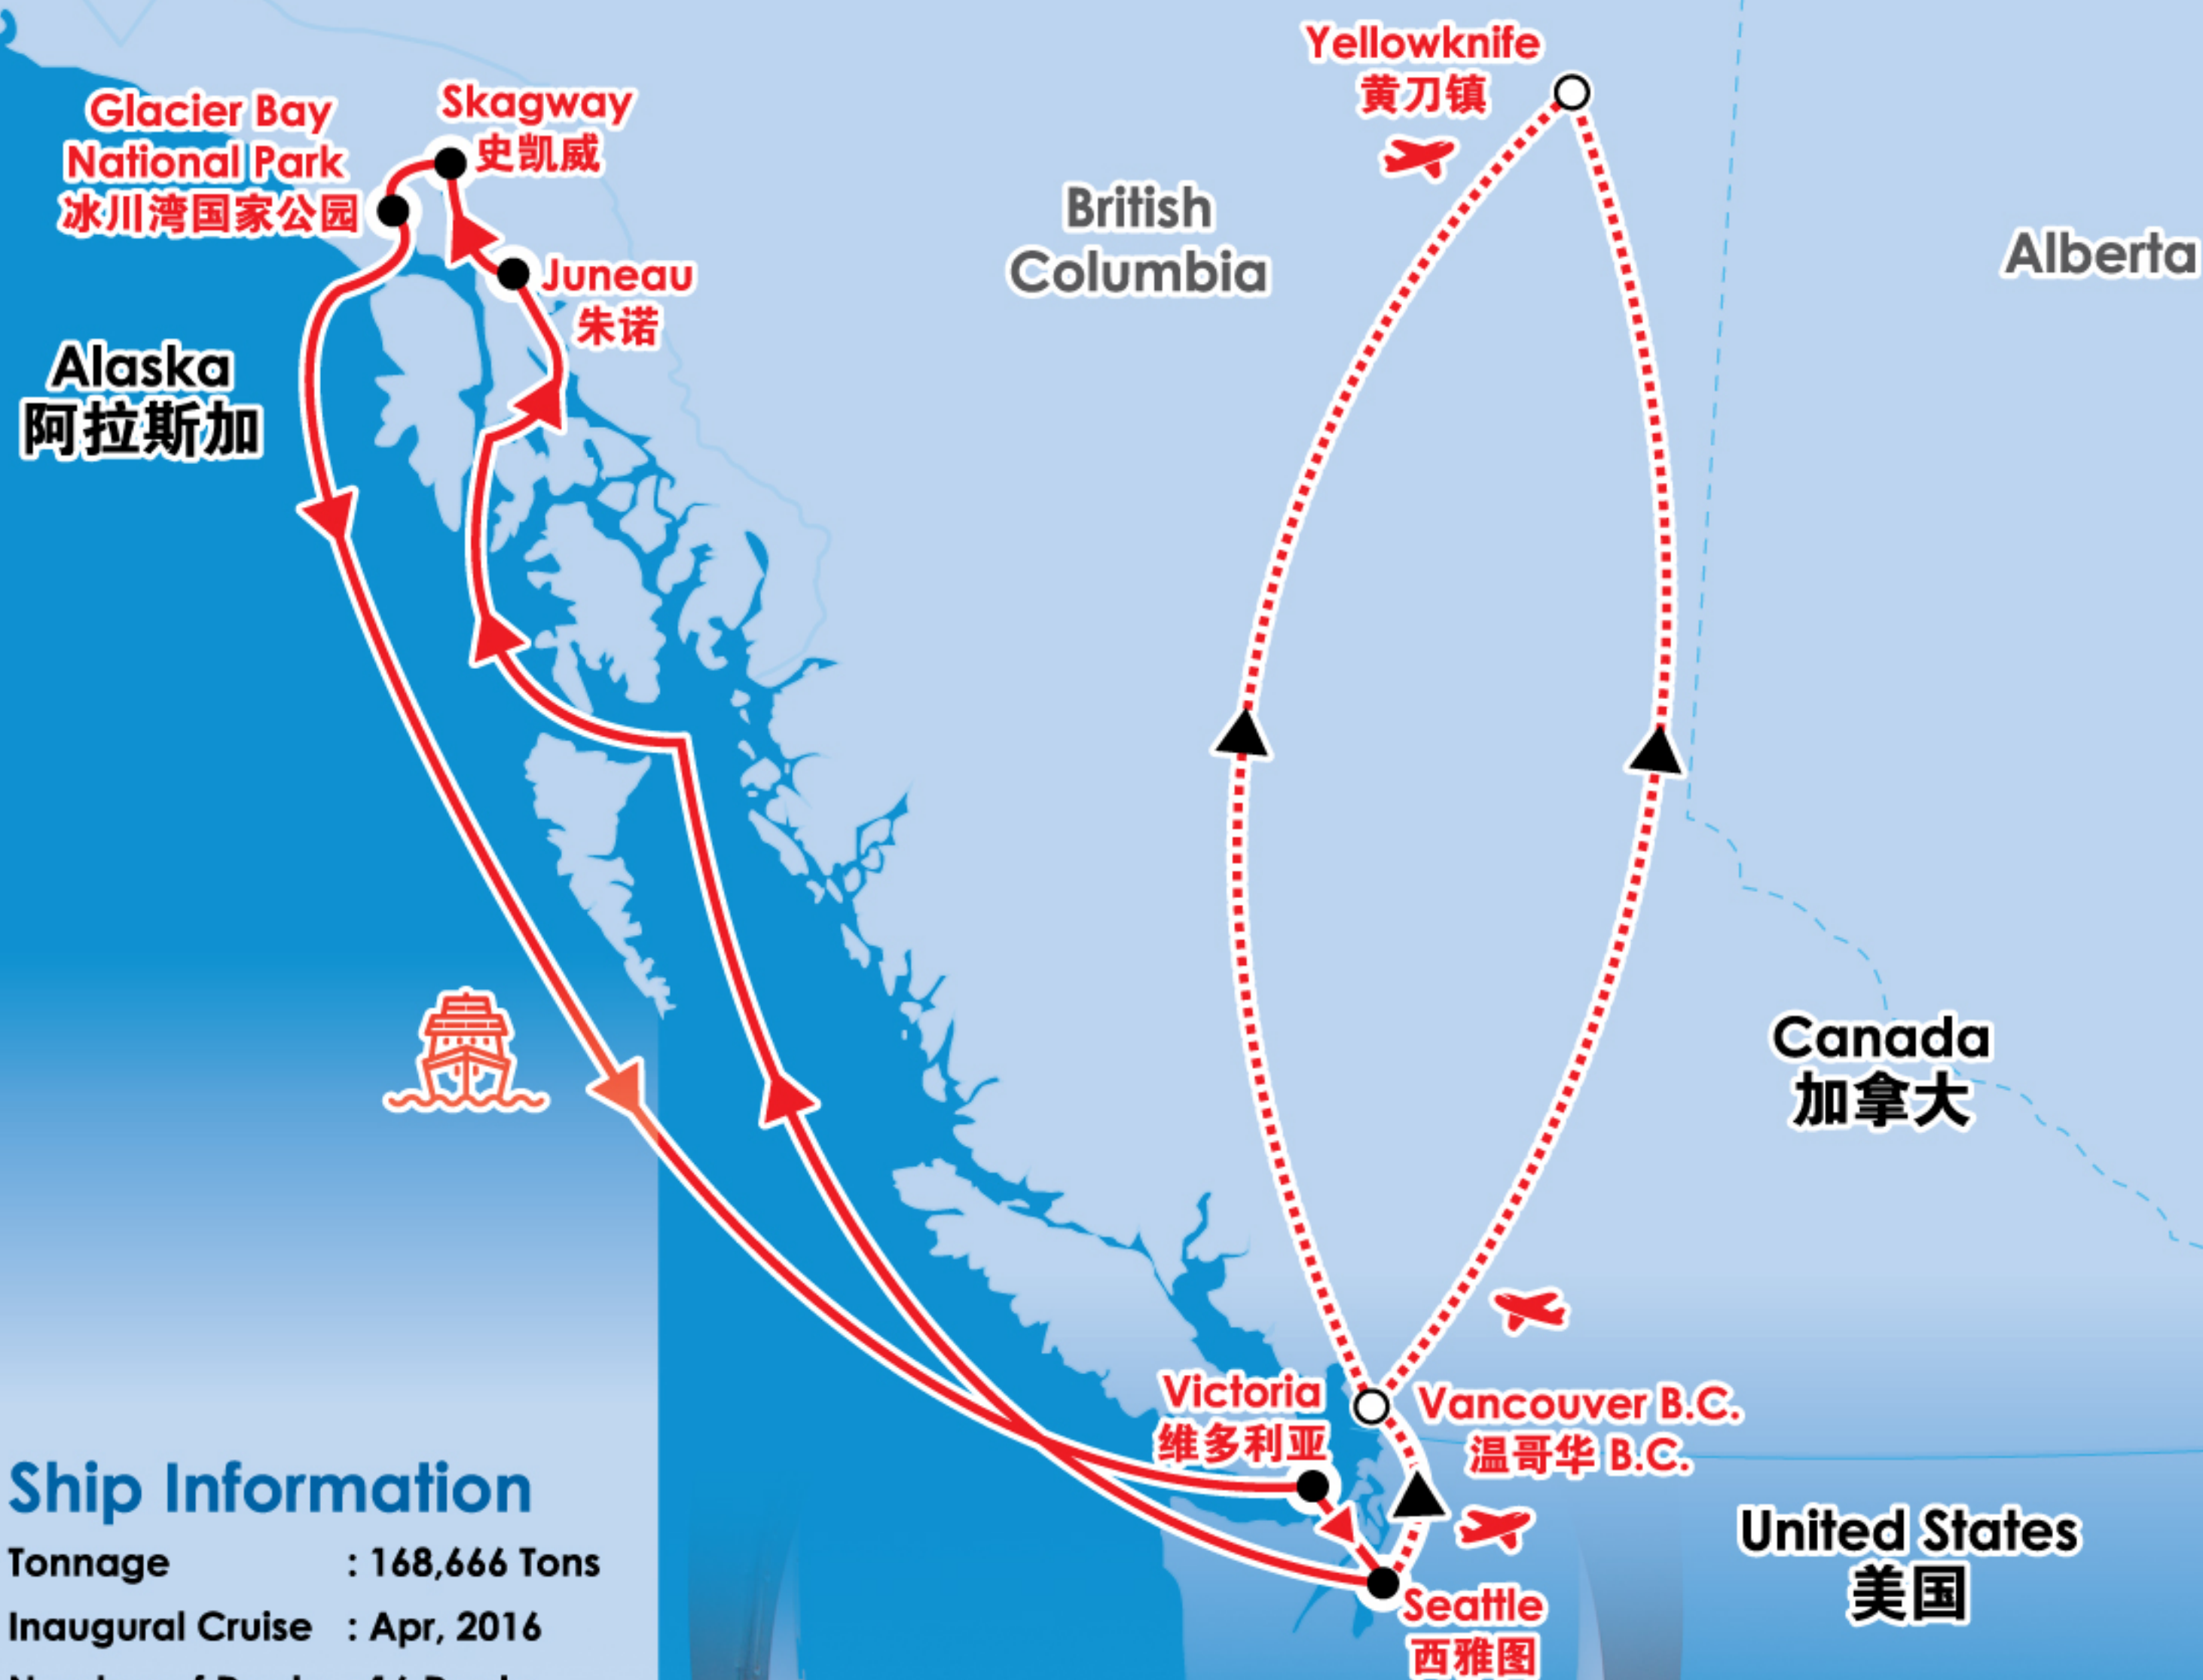 Yellowknife
黄刀镇
Glacier Bay
National Park
冰川湾国家公园
Skagway
史凯威
British
Columbia
Alberta
Juneau
朱诺
Alaska
阿拉斯加
Canada
加拿大
Victoria
维多利亚
Vancouver B.C.
温哥华 B.C.
United States
美国
Seattle
西雅图
Ship Information
Tonnage : 168,666 Tons
Inaugural Cruise : Apr, 2016